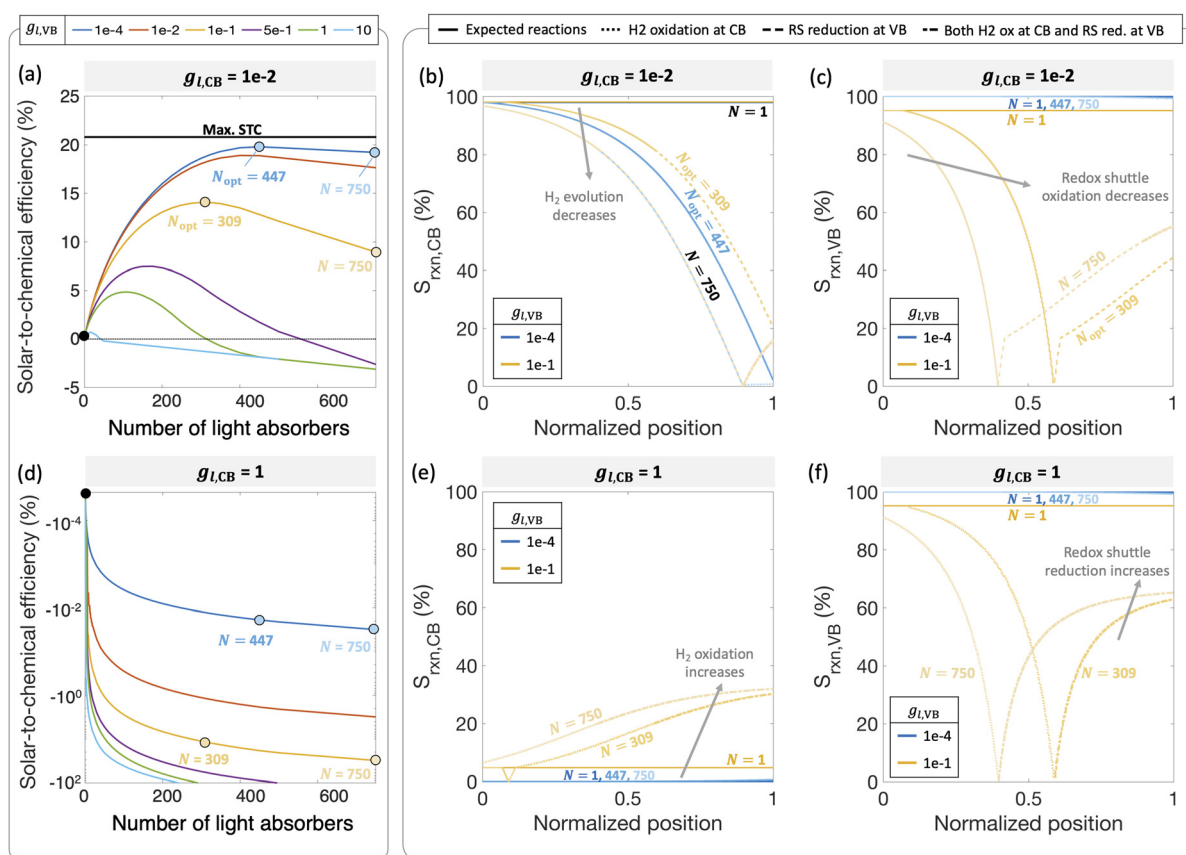 g_l,VB 1e-4 1e-2 1e-1 5e-1 1 10
Expected reactions H2 oxidation at CB RS reduction at VB Both H2 ox at CB and RS red. at VB
(a)
g_l,CB = 1e-2
Solar-to-chemical efficiency (%)
25
20
15
10
5
0
-5
Max. STC
N_opt = 447
N = 750
N_opt = 309
N = 750
0 200 400 600
Number of light absorbers
(b)
g_l,CB = 1e-2
S_rxn,CB (%)
100
80
60
40
20
0
N = 1
H₂ evolution
decreases
N_opt = 309
N_opt = 447
N = 750
g_l,VB
1e-4
1e-1
0 0.5 1
Normalized position
(c)
g_l,CB = 1e-2
S_rxn,VB (%)
100
80
60
40
20
0
N = 1, 447, 750
N = 1
Redox shuttle
oxidation decreases
N = 750
N_opt = 309
g_l,VB
1e-4
1e-1
0 0.5 1
Normalized position
(d)
g_l,CB = 1
Solar-to-chemical efficiency (%)
-10⁻⁴
-10⁻²
-10⁰
-10²
N = 447
N = 750
N = 309
N = 750
0 200 400 600
Number of light absorbers
(e)
g_l,CB = 1
S_rxn,CB (%)
100
80
60
40
20
0
g_l,VB
1e-4
1e-1
H₂ oxidation
increases
N = 750
N = 309
N = 1
N = 1, 447, 750
0 0.5 1
Normalized position
(f)
g_l,CB = 1
S_rxn,VB (%)
100
80
60
40
20
0
N = 1, 447, 750
N = 1
Redox shuttle
reduction increases
N = 750
N = 309
g_l,VB
1e-4
1e-1
0 0.5 1
Normalized position